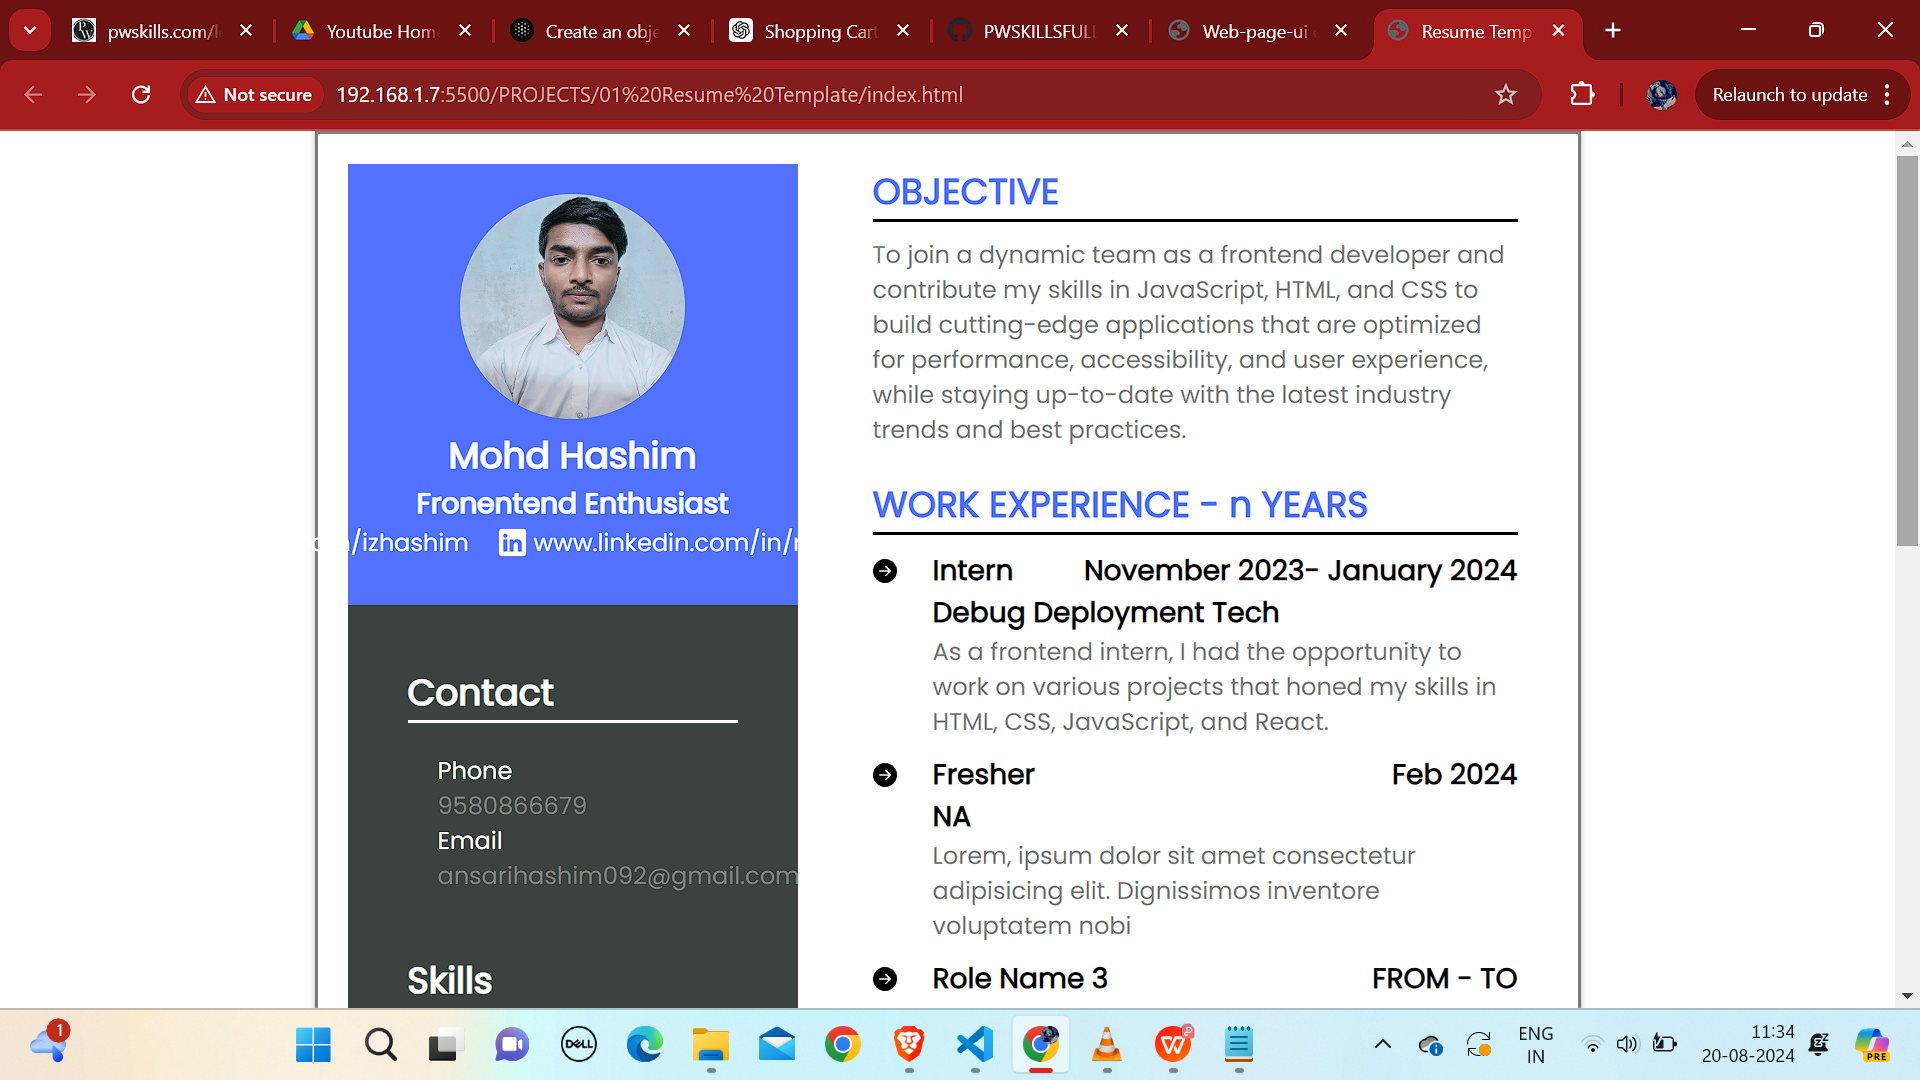 pwskills.com/l
Youtube Home
Create an obje
Shopping Cart
PWSKILLSFULL
Web-page-ui
Resume Temp
Not secure
192.168.1.7:5500/PROJECTS/01%20Resume%20Template/index.html
Relaunch to update
Mohd Hashim
Fronentend Enthusiast
/izhashim
in www.linkedin.com/in/
Contact
Phone
9580866679
Email
ansarihashim092@gmail.com
Skills
OBJECTIVE
To join a dynamic team as a frontend developer and
contribute my skills in JavaScript, HTML, and CSS to
build cutting-edge applications that are optimized
for performance, accessibility, and user experience,
while staying up-to-date with the latest industry
trends and best practices.
WORK EXPERIENCE - n YEARS
Intern November 2023- January 2024
Debug Deployment Tech
As a frontend intern, I had the opportunity to
work on various projects that honed my skills in
HTML, CSS, JavaScript, and React.
Fresher Feb 2024
NA
Lorem, ipsum dolor sit amet consectetur
adipisicing elit. Dignissimos inventore
voluptatem nobi
Role Name 3 FROM - TO
1
DELL
ENG
IN
11:34
20-08-2024
PRE